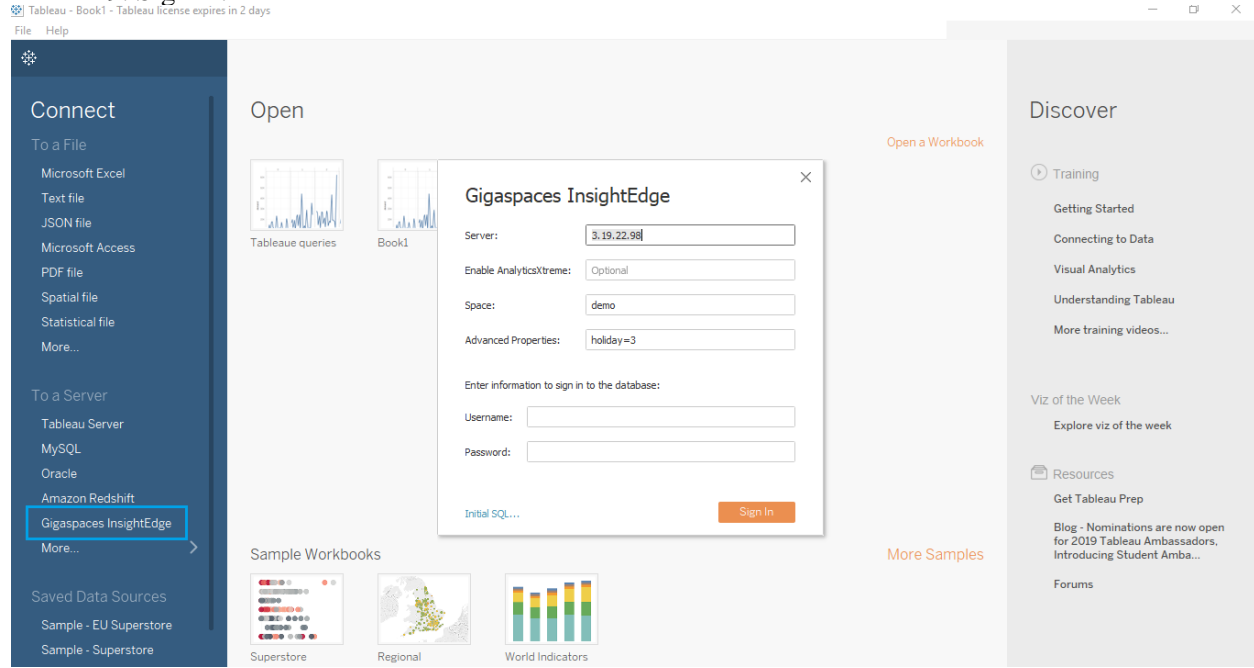 Tableau - Book1 - Tableau license expires in 2 days
File Help
Connect
To a File
Microsoft Excel
Text file
JSON file
Microsoft Access
PDF file
Spatial file
Statistical file
More...
To a Server
Tableau Server
MySQL
Oracle
Amazon Redshift
Gigaspaces InsightEdge
More...
Saved Data Sources
Sample - EU Superstore
Sample - Superstore
Open
Open a Workbook
Tableaue queries
Book1
Gigaspaces InsightEdge
Server: 3.19.22.98
Enable AnalyticsXtreme: Optional
Space: demo
Advanced Properties: holiday=3
Enter information to sign in to the database:
Username:
Password:
Initial SQL...
Sign In
Sample Workbooks
More Samples
Superstore
Regional
World Indicators
Discover
Training
Getting Started
Connecting to Data
Visual Analytics
Understanding Tableau
More training videos...
Viz of the Week
Explore viz of the week
Resources
Get Tableau Prep
Blog - Nominations are now open
for 2019 Tableau Ambassadors,
Introducing Student Amba...
Forums